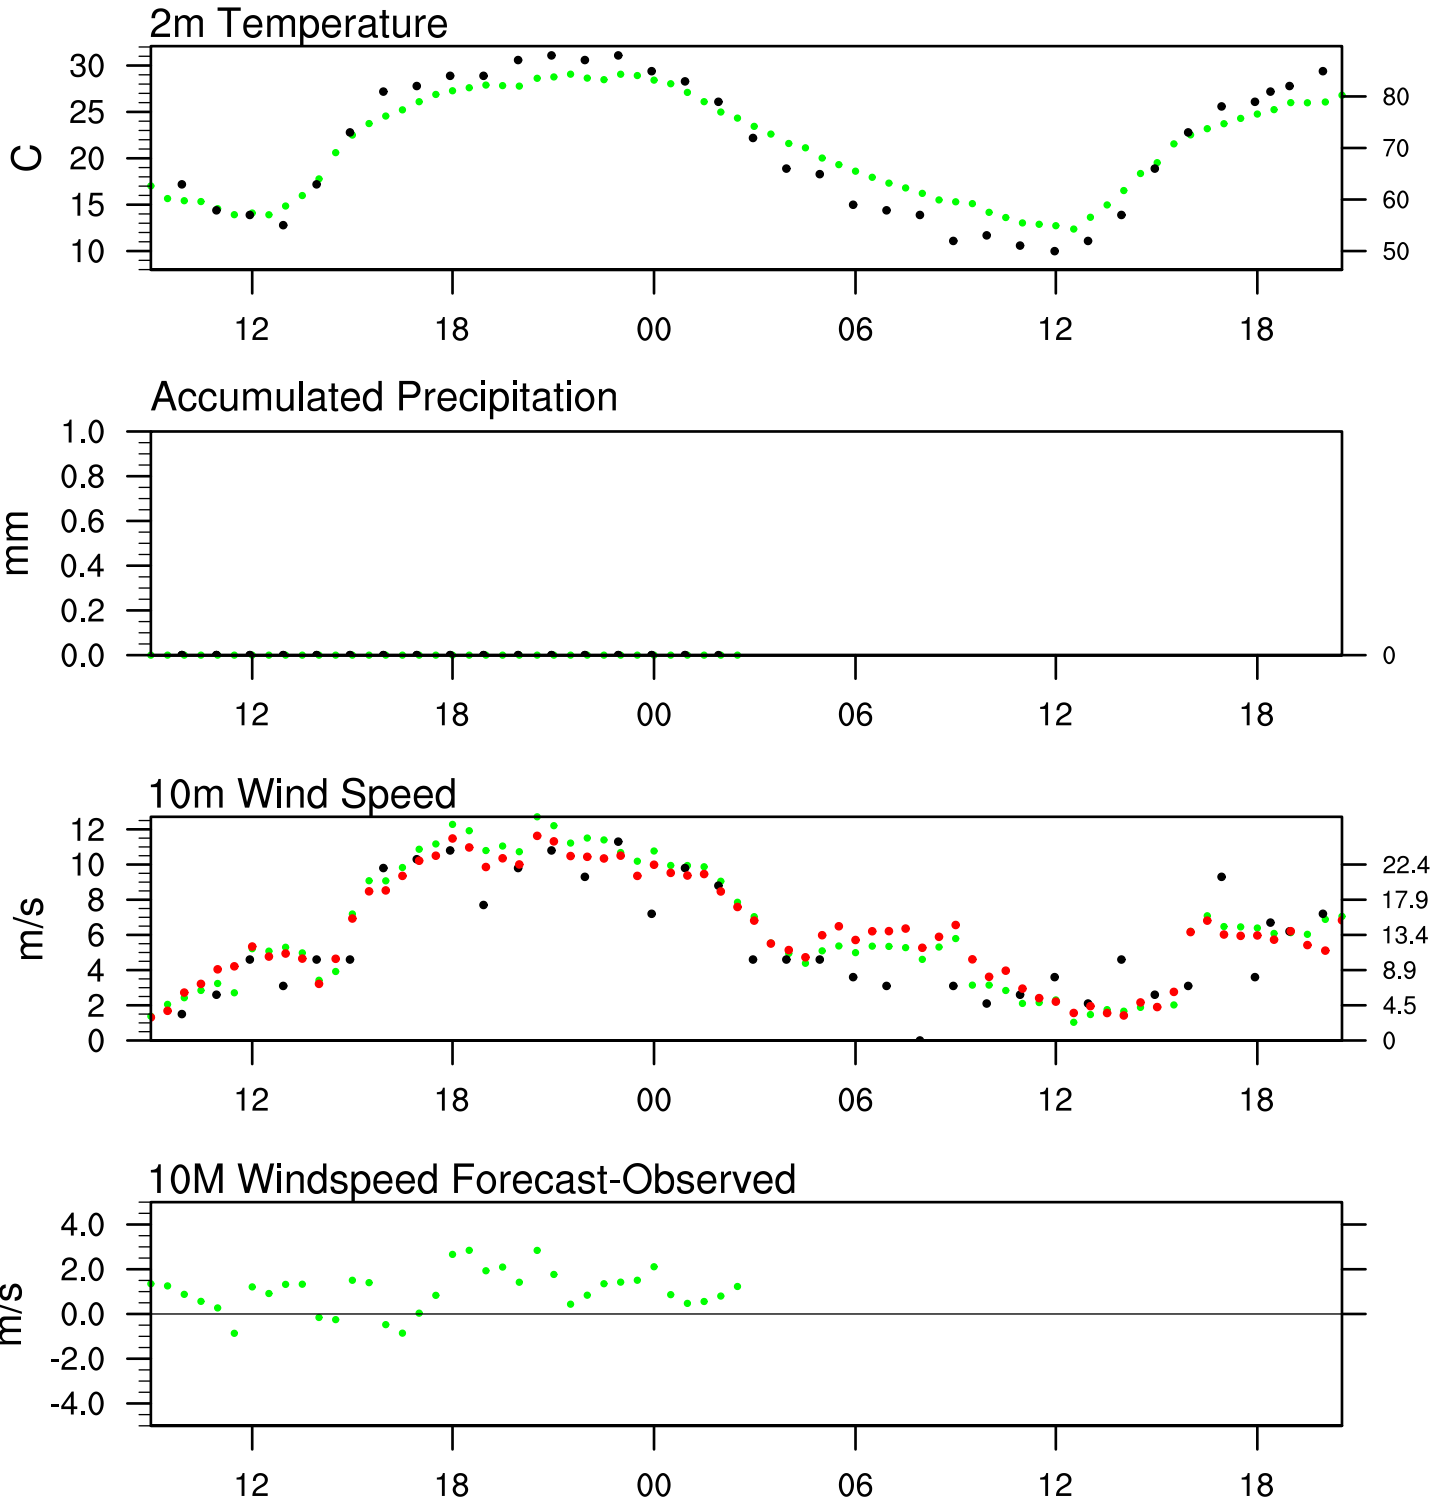 2m Temperature
30
25
20
15
10
C
80
70
60
50
12 18 00 06 12 18
Accumulated Precipitation
1.0
0.8
0.6
0.4
0.2
0.0
mm
0
12 18 00 06 12 18
10m Wind Speed
12
10
8
6
4
2
0
m/s
22.4
17.9
13.4
8.9
4.5
0
12 18 00 06 12 18
10M Windspeed Forecast-Observed
4.0
2.0
0.0
-2.0
-4.0
m/s
12 18 00 06 12 18